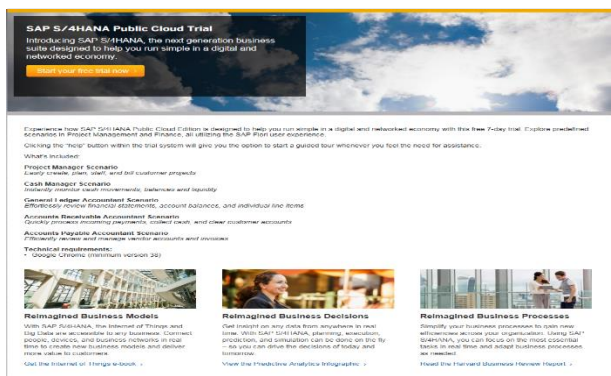 SAP S/4HANA Public Cloud Trial
Introducing SAP S/4HANA, the next generation business
suite designed to help you run simple in a digital and
networked economy.
Start your free trial now ›
Experience how SAP S/4HANA Public Cloud Edition is designed to help you run simple in a digital and networked economy with this free 7-day trial. Explore predefined
scenarios in Project Management and Finance, all utilizing the SAP Fiori user experience.
Clicking the "help" button within the trial system will give you the option to start a guided tour whenever you feel the need for assistance.
What's included:
Project Manager Scenario
Easily create, plan, staff, and bill customer projects
Cash Manager Scenario
Instantly monitor cash movements, balances and liquidity
General Ledger Accountant Scenario
Effortlessly review financial statements, account balances, and individual line items
Accounts Receivable Accountant Scenario
Quickly process incoming payments, collect cash, and clear customer accounts
Accounts Payable Accountant Scenario
Efficiently review and manage vendor accounts and invoices
Technical requirements:
• Google Chrome (minimum version 38)
Reimagined Business Models
With SAP S/4HANA, the Internet of Things and
Big Data are accessible to any business. Connect
people, devices, and business networks in real
time to create new business models and deliver
more value to customers.
Get the Internet of Things e-book ›
Reimagined Business Decisions
Get insight on any data from anywhere in real
time. With SAP S/4HANA, planning, execution,
prediction, and simulation can be done on the fly
– so you can drive the decisions of today and
tomorrow.
View the Predictive Analytics Infographic ›
Reimagined Business Processes
Simplify your business processes to gain new
efficiencies across your organization. Using SAP
S/4HANA, you can focus on the most essential
tasks in real time and adapt business processes
as needed.
Read the Harvard Business Review Report ›